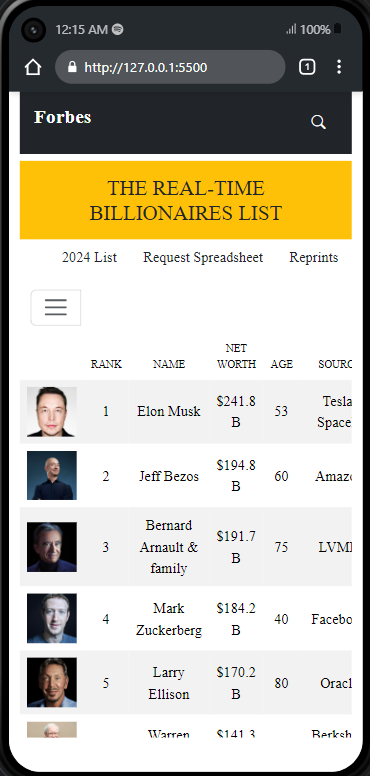 12:15 AM 100%
http://127.0.0.1:5500 1
Forbes
THE REAL-TIME
BILLIONAIRES LIST
2024 List Request Spreadsheet Reprints
RANK NAME NET WORTH AGE SOURC
1 Elon Musk $241.8 B 53 Tesla Space
2 Jeff Bezos $194.8 B 60 Amazo
3 Bernard Arnault & family $191.7 B 75 LVM
4 Mark Zuckerberg $184.2 B 40 Facebo
5 Larry Ellison $170.2 B 80 Oracl
Warren $141.3 Berksh